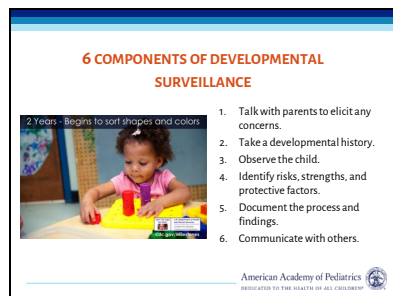 6 COMPONENTS OF DEVELOPMENTAL
SURVEILLANCE
2 Years - Begins to sort shapes and colors
cdc.gov/Milestones
1. Talk with parents to elicit any
concerns.
2. Take a developmental history.
3. Observe the child.
4. Identify risks, strengths, and
protective factors.
5. Document the process and
findings.
6. Communicate with others.
American Academy of Pediatrics
DEDICATED TO THE HEALTH OF ALL CHILDREN®